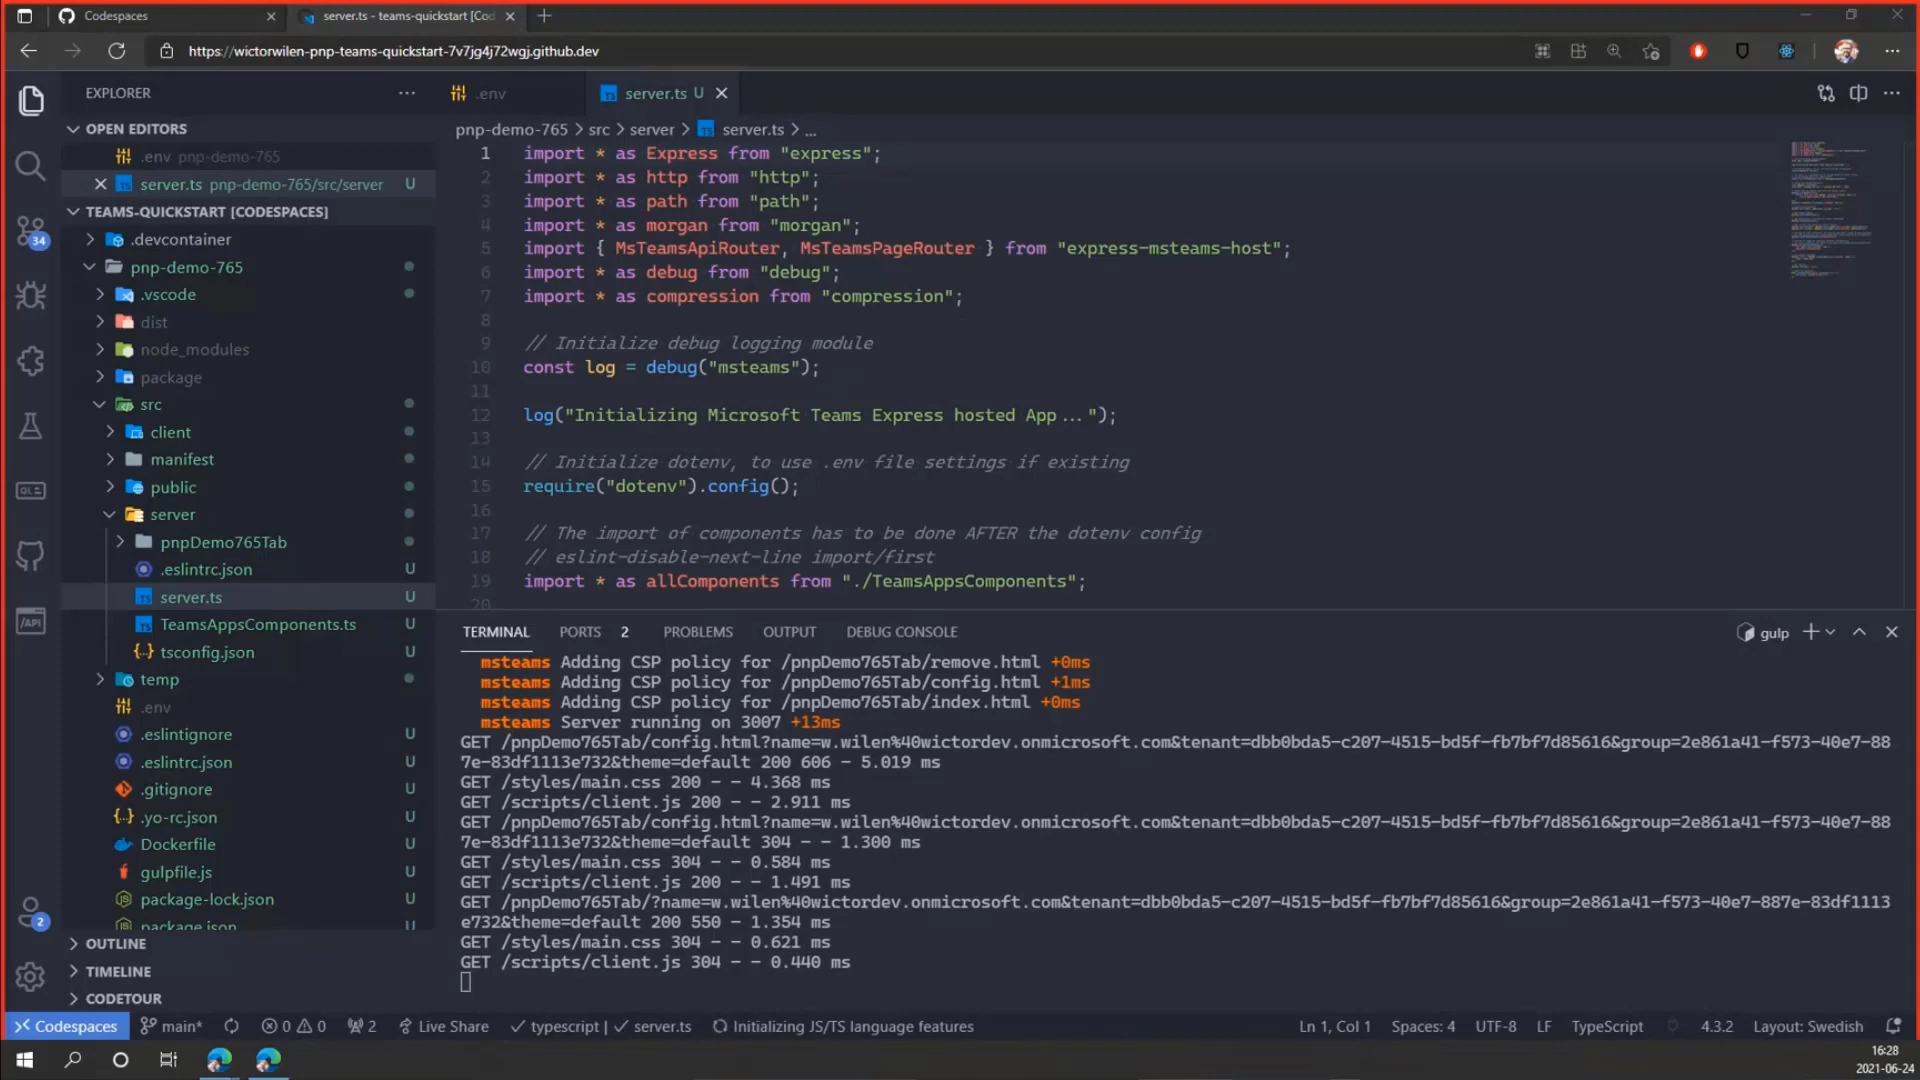 Codespaces
server.ts - teams-quickstart [Cod
https://wictorwilen-pnp-teams-quickstart-7v7jg4j72wgj.github.dev
EXPLORER
OPEN EDITORS
.env pnp-demo-765
server.ts pnp-demo-765/src/server U
TEAMS-QUICKSTART [CODESPACES]
.devcontainer
pnp-demo-765
.vscode
dist
node_modules
package
src
client
manifest
public
server
pnpDemo765Tab
.eslintrc.json U
server.ts U
TeamsAppsComponents.ts U
tsconfig.json U
temp
.env
.eslintignore U
.eslintrc.json U
.gitignore U
.yo-rc.json U
Dockerfile U
gulpfile.js U
package-lock.json U
package.json U
OUTLINE
TIMELINE
CODETOUR
34
2
.env
server.ts U
pnp-demo-765 > src > server > server.ts > ...
1 import * as Express from "express";
2 import * as http from "http";
3 import * as path from "path";
4 import * as morgan from "morgan";
5 import { MsTeamsApiRouter, MsTeamsPageRouter } from "express-msteams-host";
6 import * as debug from "debug";
7 import * as compression from "compression";
8
9 // Initialize debug logging module
10 const log = debug("msteams");
11
12 log("Initializing Microsoft Teams Express hosted App...");
13
14 // Initialize dotenv, to use .env file settings if existing
15 require("dotenv").config();
16
17 // The import of components has to be done AFTER the dotenv config
18 // eslint-disable-next-line import/first
19 import * as allComponents from "./TeamsAppsComponents";
20
TERMINAL PORTS 2 PROBLEMS OUTPUT DEBUG CONSOLE
gulp
msteams Adding CSP policy for /pnpDemo765Tab/remove.html +0ms
msteams Adding CSP policy for /pnpDemo765Tab/config.html +1ms
msteams Adding CSP policy for /pnpDemo765Tab/index.html +0ms
msteams Server running on 3007 +13ms
GET /pnpDemo765Tab/config.html?name=w.wilen%40wictordev.onmicrosoft.com&tenant=dbb0bda5-c207-4515-bd5f-fb7bf7d85616&group=2e861a41-f573-40e7-88
7e-83df1113e732&theme=default 200 606 - 5.019 ms
GET /styles/main.css 200 - - 4.368 ms
GET /scripts/client.js 200 - - 2.911 ms
GET /pnpDemo765Tab/config.html?name=w.wilen%40wictordev.onmicrosoft.com&tenant=dbb0bda5-c207-4515-bd5f-fb7bf7d85616&group=2e861a41-f573-40e7-88
7e-83df1113e732&theme=default 304 - - 1.300 ms
GET /styles/main.css 304 - - 0.584 ms
GET /scripts/client.js 200 - - 1.491 ms
GET /pnpDemo765Tab/?name=w.wilen%40wictordev.onmicrosoft.com&tenant=dbb0bda5-c207-4515-bd5f-fb7bf7d85616&group=2e861a41-f573-40e7-887e-83df1113
e732&theme=default 200 550 - 1.354 ms
GET /styles/main.css 304 - - 0.621 ms
GET /scripts/client.js 304 - - 0.440 ms
Codespaces main* 0 0 2 Live Share typescript | server.ts Initializing JS/TS language features Ln 1, Col 1 Spaces: 4 UTF-8 LF TypeScript 4.3.2 Layout: Swedish
16:28
2021-06-24